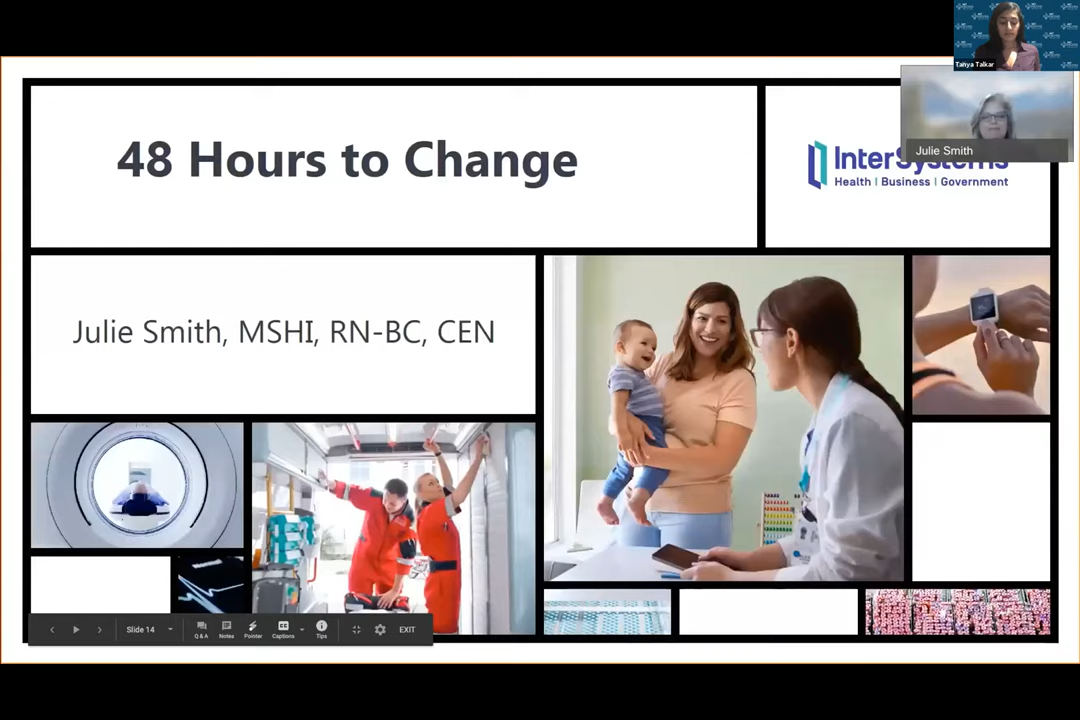 Tanya Talkar
Julie Smith
48 Hours to Change
InterSystems
Health | Business | Government
Julie Smith, MSHI, RN-BC, CEN
Slide 14
Q & A
Notes
Pointer
Captions
Tips
EXIT